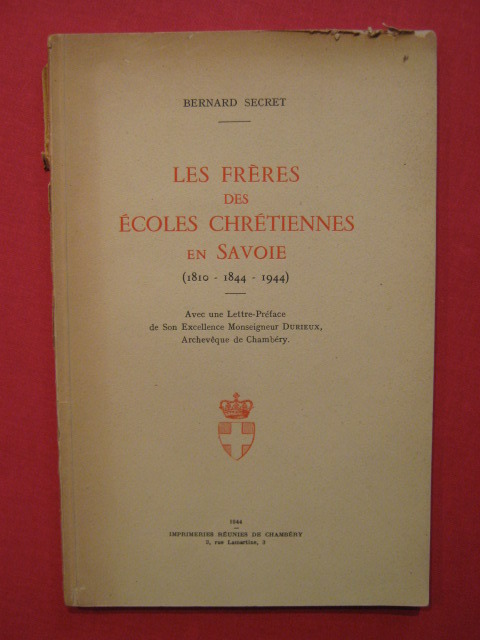 BERNARD SECRET
LES FRÈRES
DES
ÉCOLES CHRÉTIENNES
EN SAVOIE
(1810 - 1844 - 1944)
Avec une Lettre-Préface
de Son Excellence Monseigneur DURIEUX,
Archevêque de Chambéry.
1944
IMPRIMERIES RÉUNIES DE CHAMBÉRY
3, rue Lamartine, 3